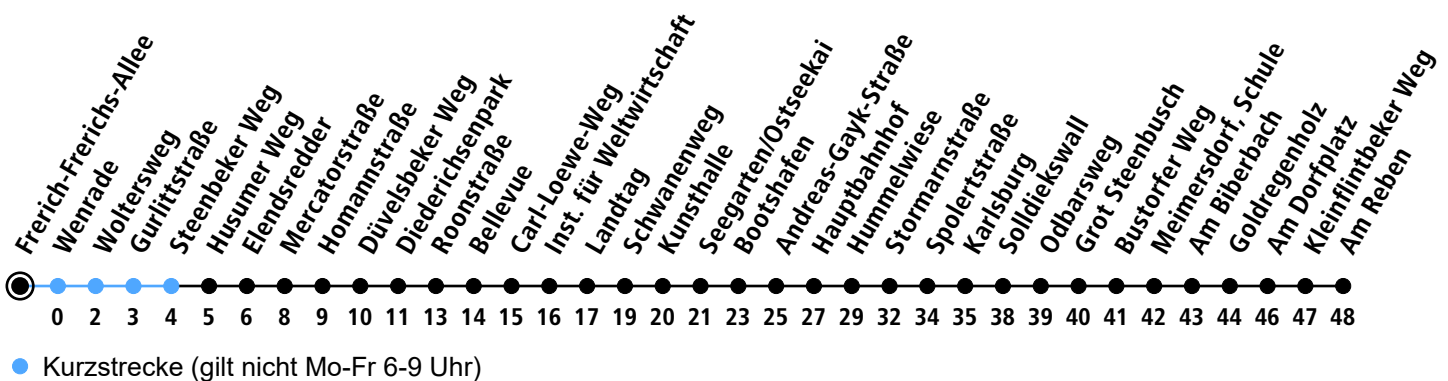 Frerich-Frerichs-Allee
Wenrade
Woltersweg
Gurlittstraße
Steenbeker Weg
Husumer Weg
Elendsredder
Mercatorstraße
Homannstraße
Düvelsbeker Weg
Diederichsenpark
Roonstraße
Bellevue
Carl-Loewe-Weg
Inst. für Weltwirtschaft
Landtag
Schwanenweg
Kunsthalle
Seegarten/Ostseekai
Bootshafen
Andreas-Gayk-Straße
Hauptbahnhof
Hummelwiese
Stormarnstraße
Spolertstraße
Karlsburg
Solldiekswall
Odbarsweg
Grot Steenbusch
Bustorfer Weg
Meimersdorf, Schule
Am Biberbach
Goldregenholz
Am Dorfplatz
Kleinflintbeker Weg
Am Reben
0 2 3 4 5 6 8 9 10 11 13 14 15 16 17 19 20 21 23 25 27 29 32 34 35 38 39 40 41 42 43 44 46 47 48
Kurzstrecke (gilt nicht Mo-Fr 6-9 Uhr)